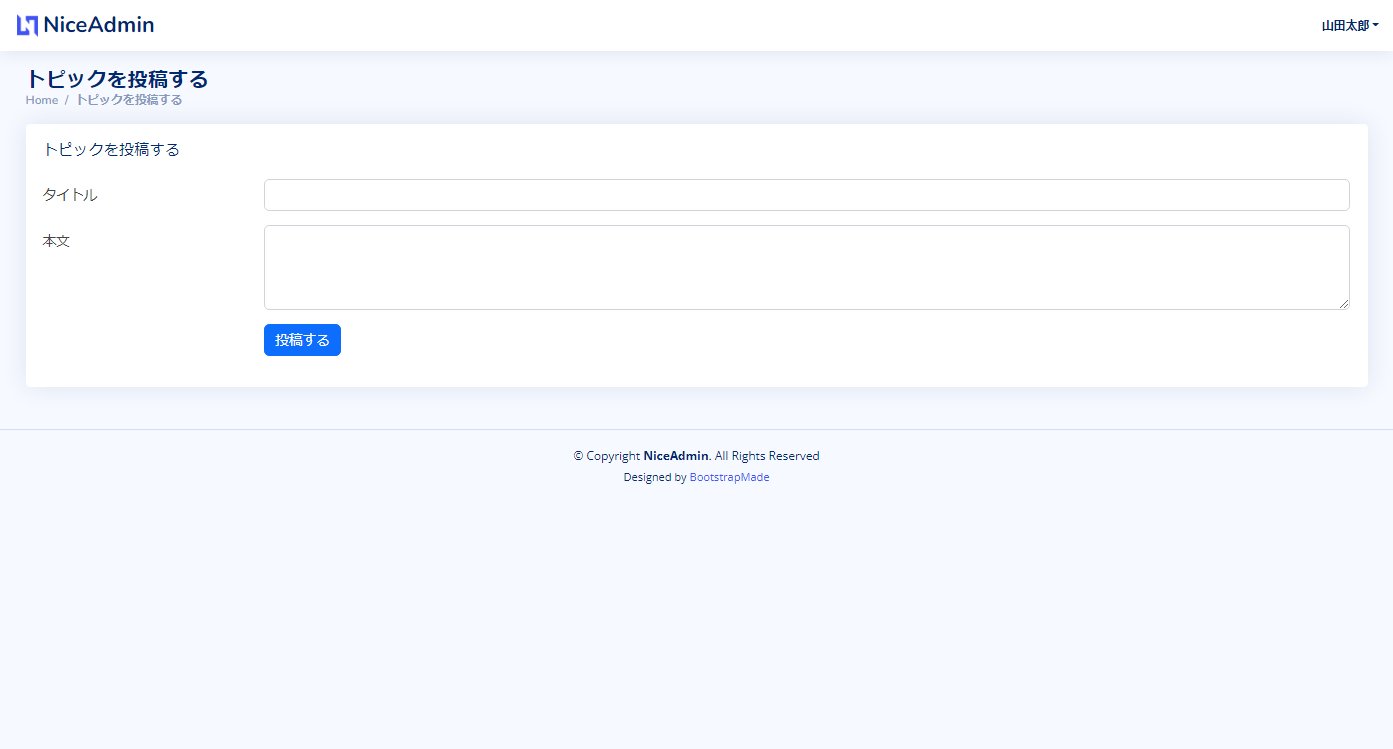 NiceAdmin
山田太郎
トピックを投稿する
Home / トピックを投稿する
トピックを投稿する
タイトル
本文
投稿する
© Copyright NiceAdmin. All Rights Reserved
Designed by BootstrapMade